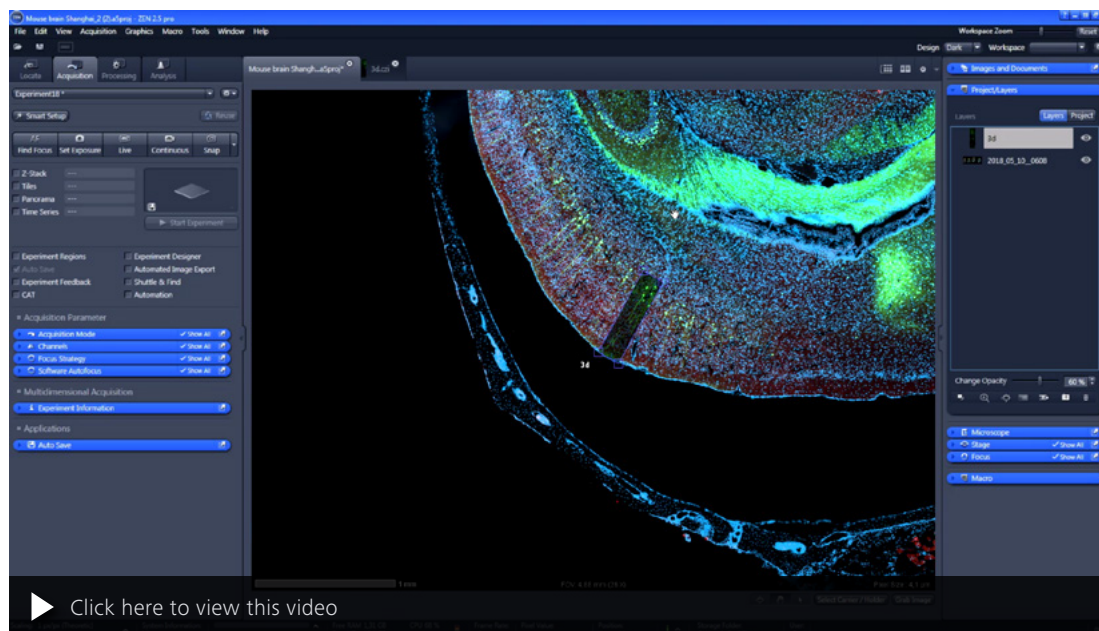 Mouse brain Shanghai_2 (2).a5proj - ZEN 2.5 pro
File Edit View Acquisition Graphics Macro Tools Window Help
Workspace Zoom Reset
Design Dark Workspace
Locate Acquisition Processing Analysis
Mouse brain Shangh...a5proj* 3d.czi
Images and Documents
Experiment18*
Project/Layers
Smart Setup Reuse
Layers Layers Project
Find Focus Set Exposure Live Continuous Snap
3d
2018_05_10__0608
Z-Stack
Tiles
Panorama
Time Series
Start Experiment
Experiment Regions Experiment Designer
Auto Save Automated Image Export
Experiment Feedback Shuttle & Find
CAT Automation
Acquisition Parameter
Acquisition Mode Show All
Channels Show All
Focus Strategy Show All
Software Autofocus Show All
3d
Change Opacity 60 %
Multidimensional Acquisition
Experiment Information
Applications
Auto Save
Microscope
Stage Show All
Focus Show All
Macro
1 mm
Click here to view this video